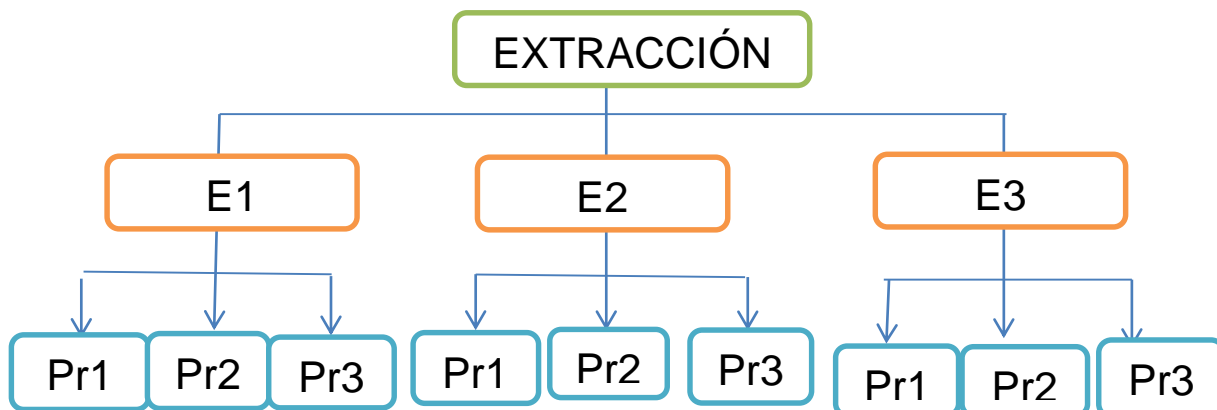 EXTRACCIÓN
E1
E2
E3
Pr1 Pr2 Pr3 Pr1 Pr2 Pr3 Pr1 Pr2 Pr3